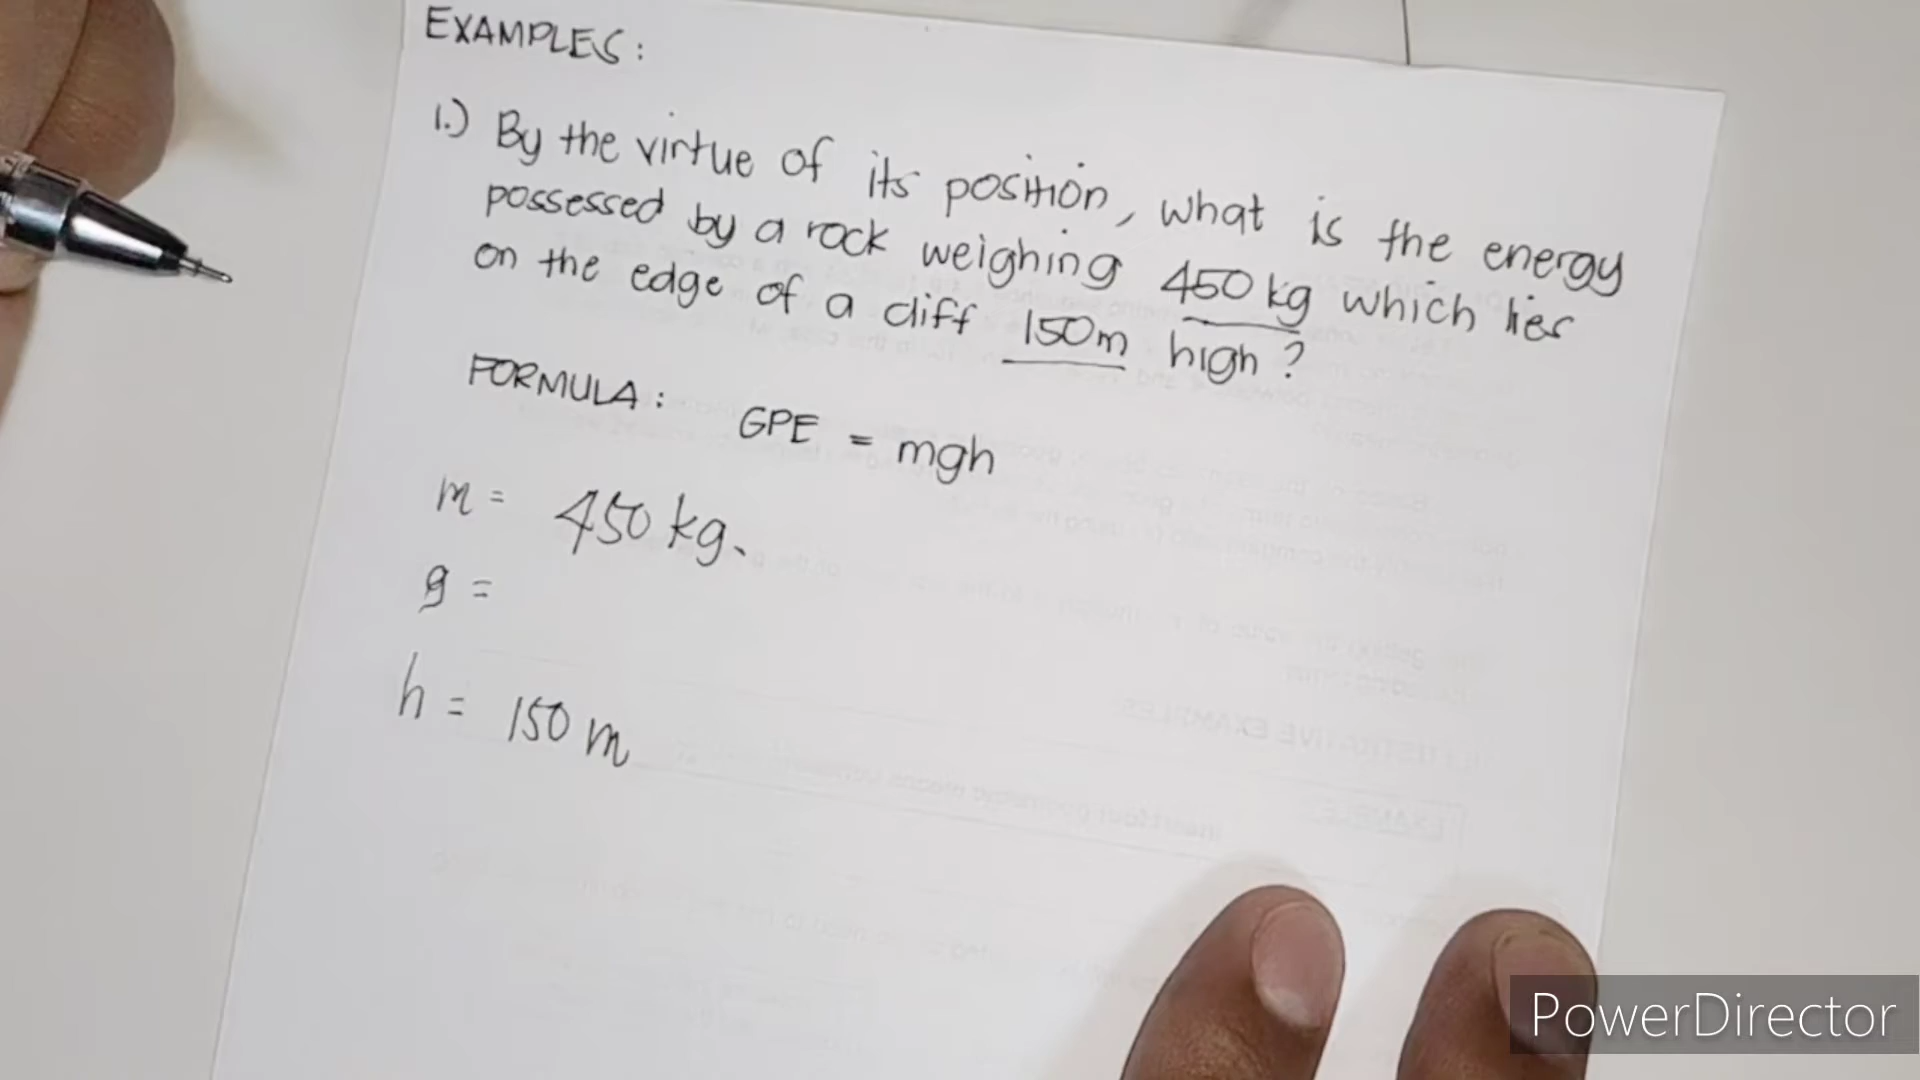 EXAMPLES:
1.) By the virtue of its position, what is the energy
possessed by a rock weighing 450 kg which lies
on the edge of a cliff 150m high?
FORMULA: GPE = mgh
m = 450 kg.
g =
h = 150 m
PowerDirector